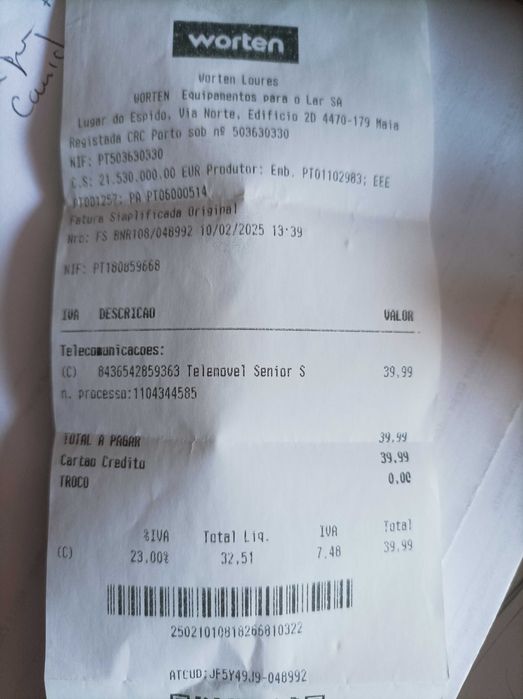 worten
Worten Loures
WORTEN Equipamentos para o Lar SA
Lugar do Espido, Via Norte, Edificio 2D 4470-179 Maia
Registada CRC Porto sob nº 503630330
NIF: PT503630330
C.S: 21.530.000.00 EUR Produtor: Enb. PT01102983; EEE
PT001257; PA PT06000514
Fatura Simplificada Original
Nro: FS BNR108/048992 10/02/2025 13:39
NIF: PT180859668
IVA DESCRICAO VALOR
Telecomunicacoes:
(C) 8436542859363 Telemovel Senior S 39,99
n. processo:1104344585
TOTAL A PAGAR 39,99
Cartao Credito 39,99
TROCO 0,00
%IVA Total Liq. IVA Total
(C) 23.00% 32,51 7.48 39.99
25021010818266810322
ATCUD:JF5Y49J9-048992